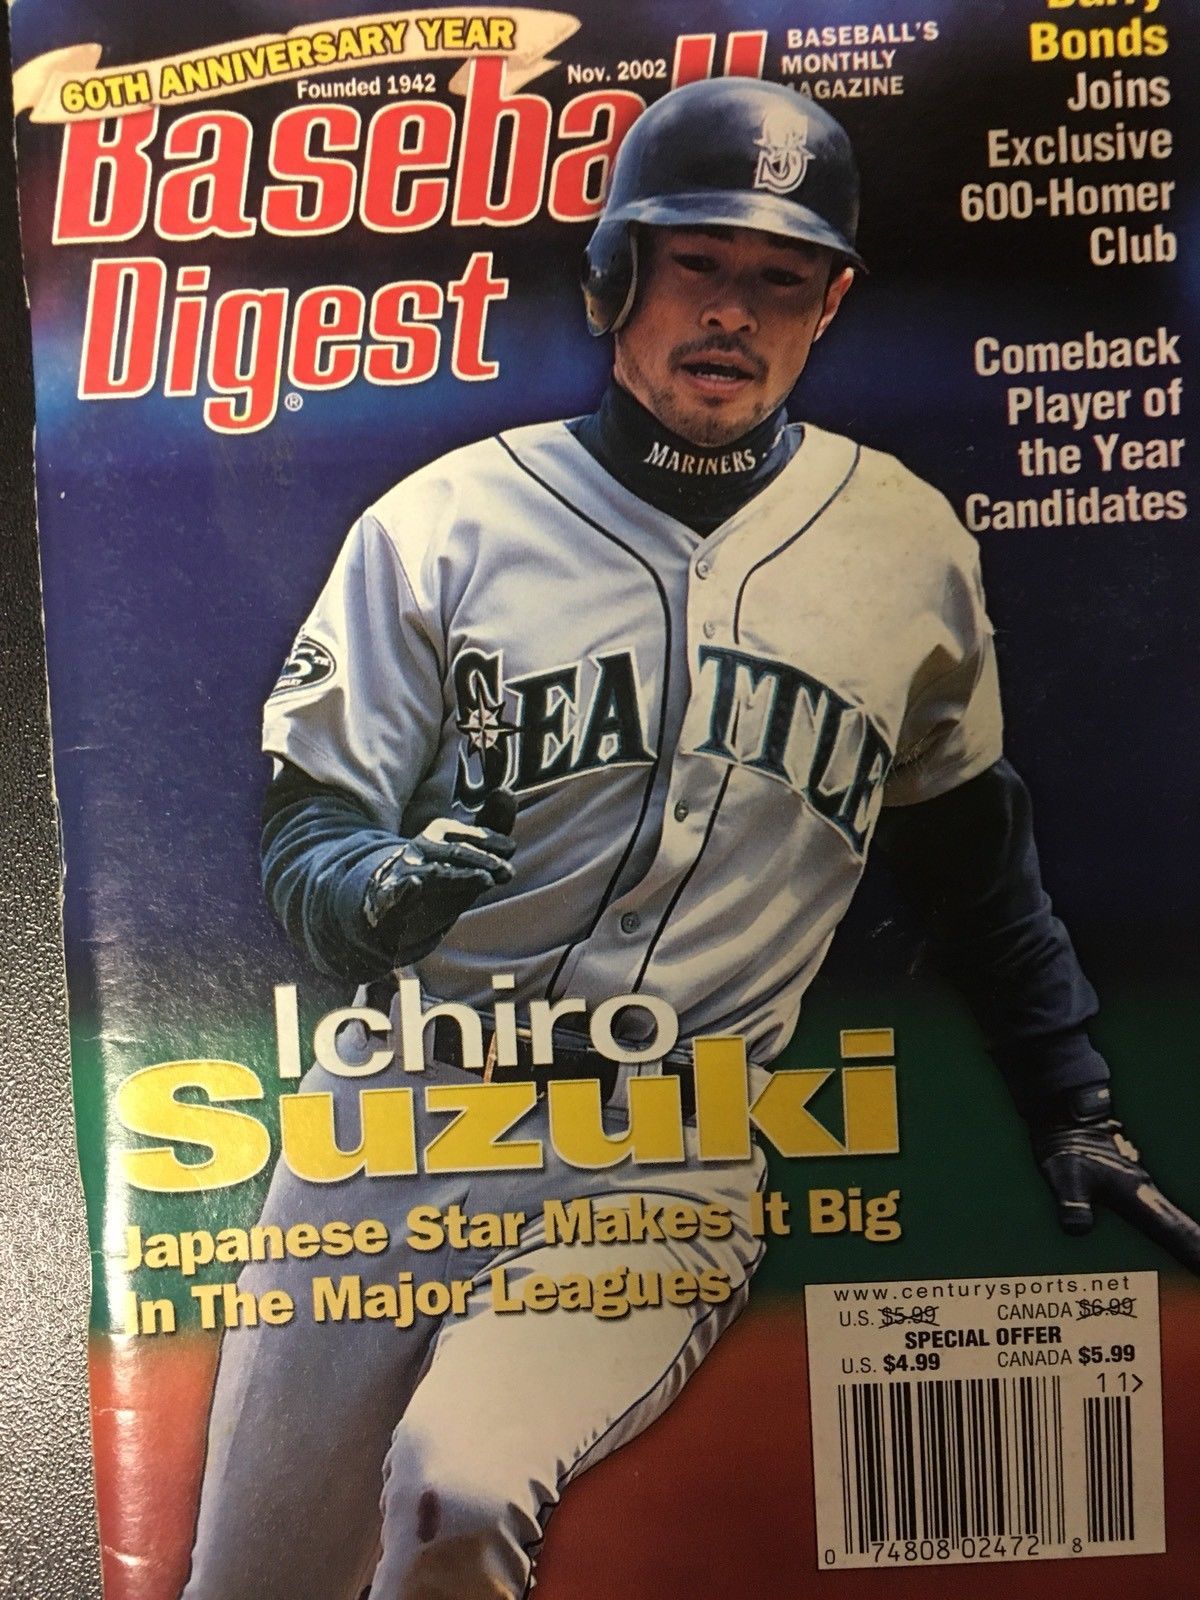 60TH ANNIVERSARY YEAR
Founded 1942
Nov. 2002
BASEBALL'S
MONTHLY
MAGAZINE
Baseball
Digest
®
Barry
Bonds
Joins
Exclusive
600-Homer
Club
Comeback
Player of
the Year
Candidates
S
MARINERS
SEATTLE
Ichiro
Suzuki
Japanese Star Makes It Big
In The Major Leagues
www.centurysports.net
U.S. $5.99 CANADA $6.99
SPECIAL OFFER
U.S. $4.99 CANADA $5.99
11>
0 74808 02472 8